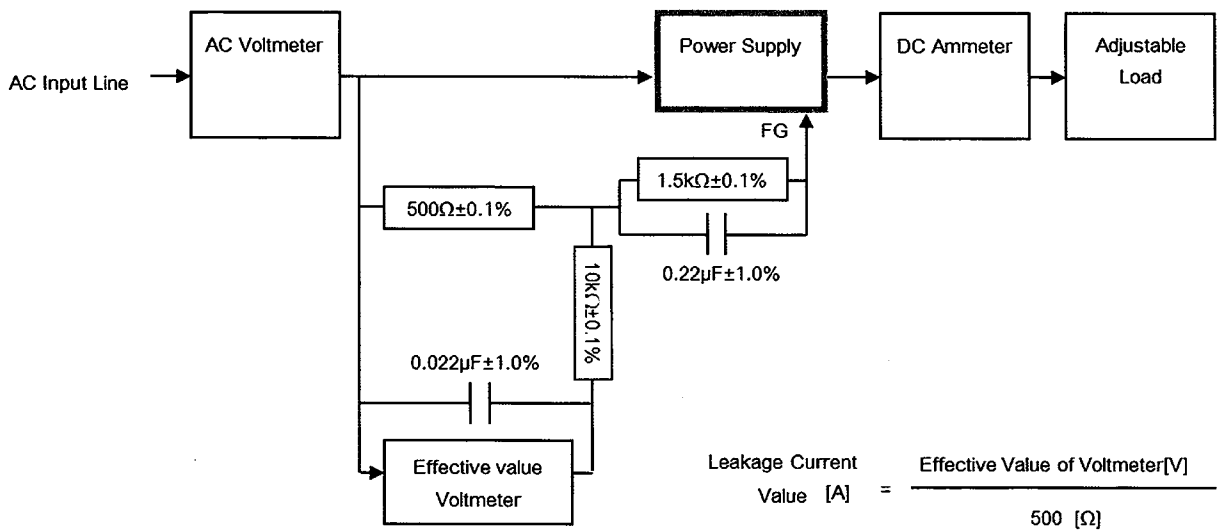 AC Voltmeter
Power Supply
DC Ammeter
Adjustable
Load
AC Input Line
FG
1.5kΩ±0.1%
500Ω±0.1%
0.22µF±1.0%
10kΩ±0.1%
0.022µF±1.0%
Effective value
Voltmeter
Leakage Current
Value [A] = Effective Value of Voltmeter[V]
500 [Ω]